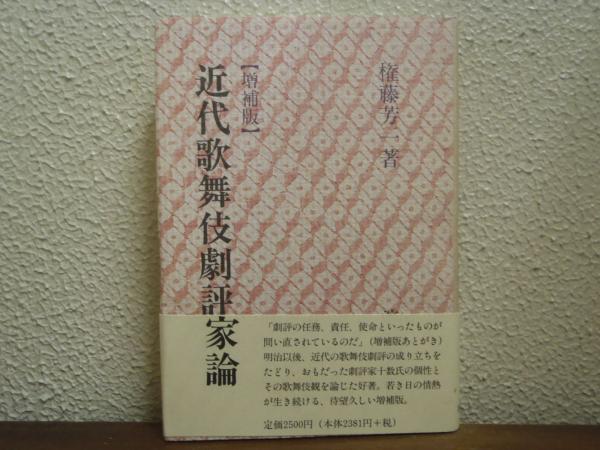 権藤芳一著
【増補版】
近代歌舞伎劇評家論
「劇評の任務、責任、使命といったものが
問い直されているのだ」(増補版あとがき)
明治以後、近代の歌舞伎劇評の成り立ちを
たどり、おもだった劇評家十数氏の個性と
その歌舞伎観を論じた好著。若き日の情熱
が生き続ける、待望久しい増補版。
定価2500円(本体2381円+税)